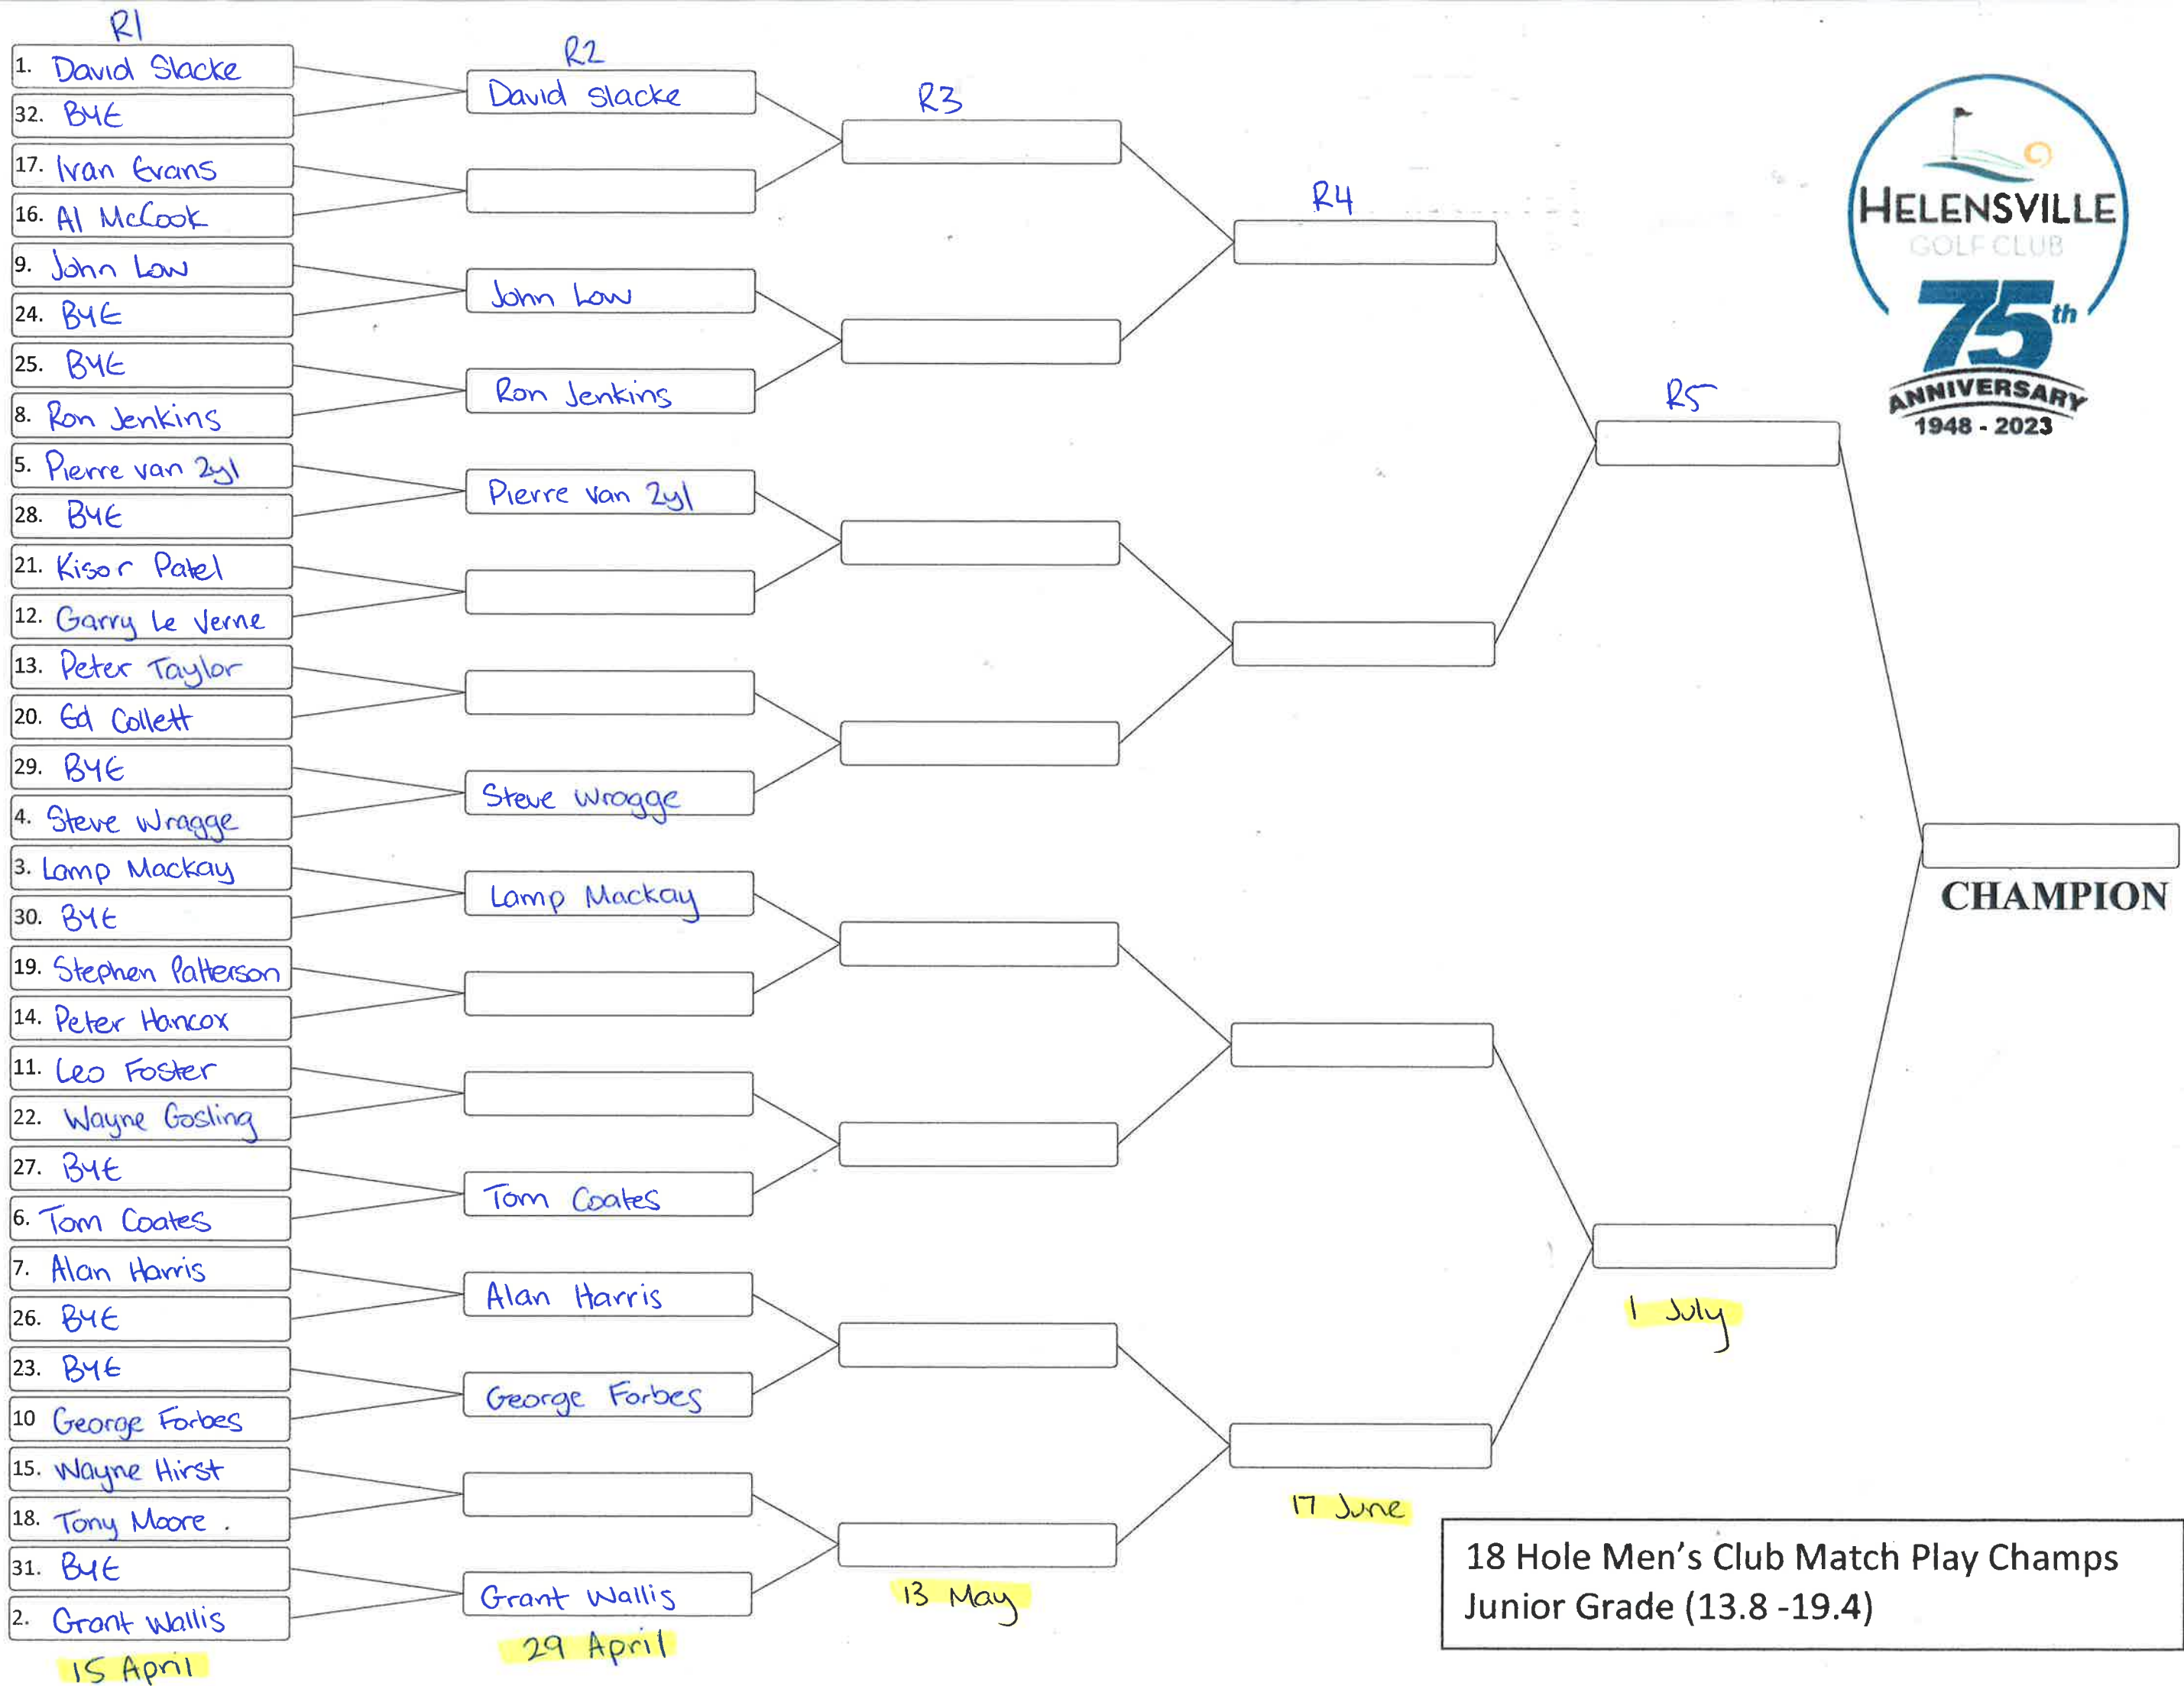 R1
1. David Slacke
32. BYE
17. Ivan Evans
16. Al McCook
9. John Low
24. BYE
25. BYE
8. Ron Jenkins
5. Pierre van Zyl
28. BYE
21. Kisor Patel
12. Garry Le Verne
13. Peter Taylor
20. Ed Collett
29. BYE
4. Steve Wragge
3. Lamp Mackay
30. BYE
19. Stephen Patterson
14. Peter Hancox
11. Leo Foster
22. Wayne Gosling
27. BYE
6. Tom Coates
7. Alan Harris
26. BYE
23. BYE
10 George Forbes
15. Wayne Hirst
18. Tony Moore.
31. BYE
2. Grant Wallis
15 April
R2
David Slacke
John Low
Ron Jenkins
Pierre van Zyl
Steve Wragge
Lamp Mackay
Tom Coates
Alan Harris
George Forbes
Grant Wallis
29 April
R3
13 May
R4
17 June
R5
1 July
CHAMPION
HELENSVILLE
GOLF CLUB
75th
ANNIVERSARY
1948 - 2023
18 Hole Men's Club Match Play Champs
Junior Grade (13.8 -19.4)